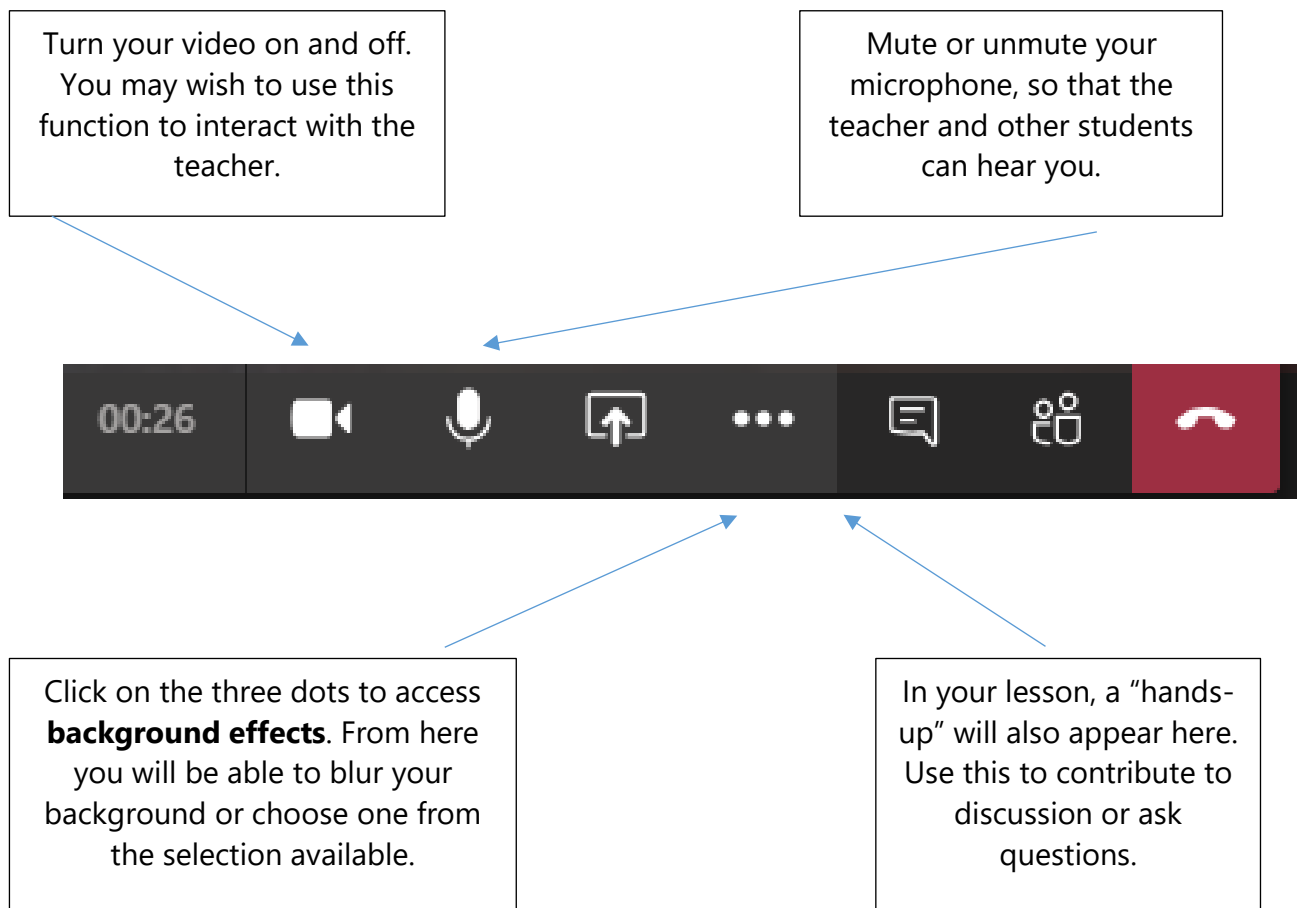 Turn your video on and off.
You may wish to use this
function to interact with the
teacher.
Mute or unmute your
microphone, so that the
teacher and other students
can hear you.
00:26
Click on the three dots to access
background effects. From here
you will be able to blur your
background or choose one from
the selection available.
In your lesson, a “hands-
up” will also appear here.
Use this to contribute to
discussion or ask
questions.